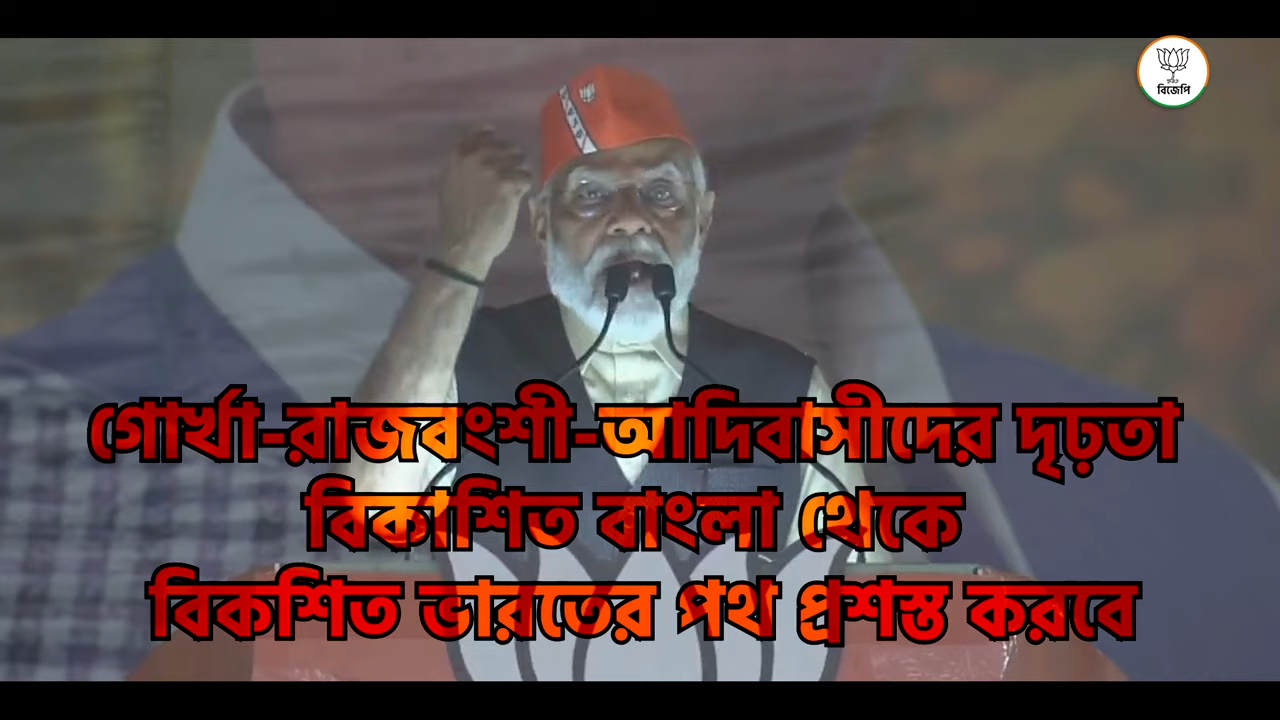 বিজেপি
গোর্খা-রাজবংশী-আদিবাসীদের দৃঢ়তা
বিকাশিত বাংলা থেকে
বিকশিত ভারতের পথ প্রশস্ত করবে